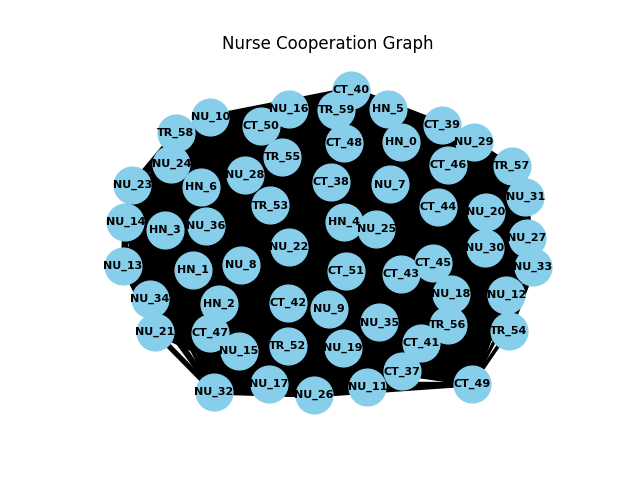 Nurse Cooperation Graph
CT_40
NU_16
TR_59
HN_5
NU_10
CT_50
CT_39
TR_58
CT_48
HN_0
NU_29
TR_55
NU_24
CT_46
TR_57
NU_28
CT_38
NU_7
NU_23
HN_6
NU_31
TR_53
CT_44
NU_20
NU_14
HN_3
NU_36
HN_4
NU_25
NU_27
NU_22
NU_30
NU_13
HN_1
NU_8
CT_51
CT_43
CT_45
NU_33
NU_34
HN_2
CT_42
NU_9
NU_18
NU_12
NU_21
CT_47
NU_35
TR_56
TR_54
NU_15
TR_52
NU_19
CT_41
CT_37
NU_32
NU_17
NU_26
NU_11
CT_49